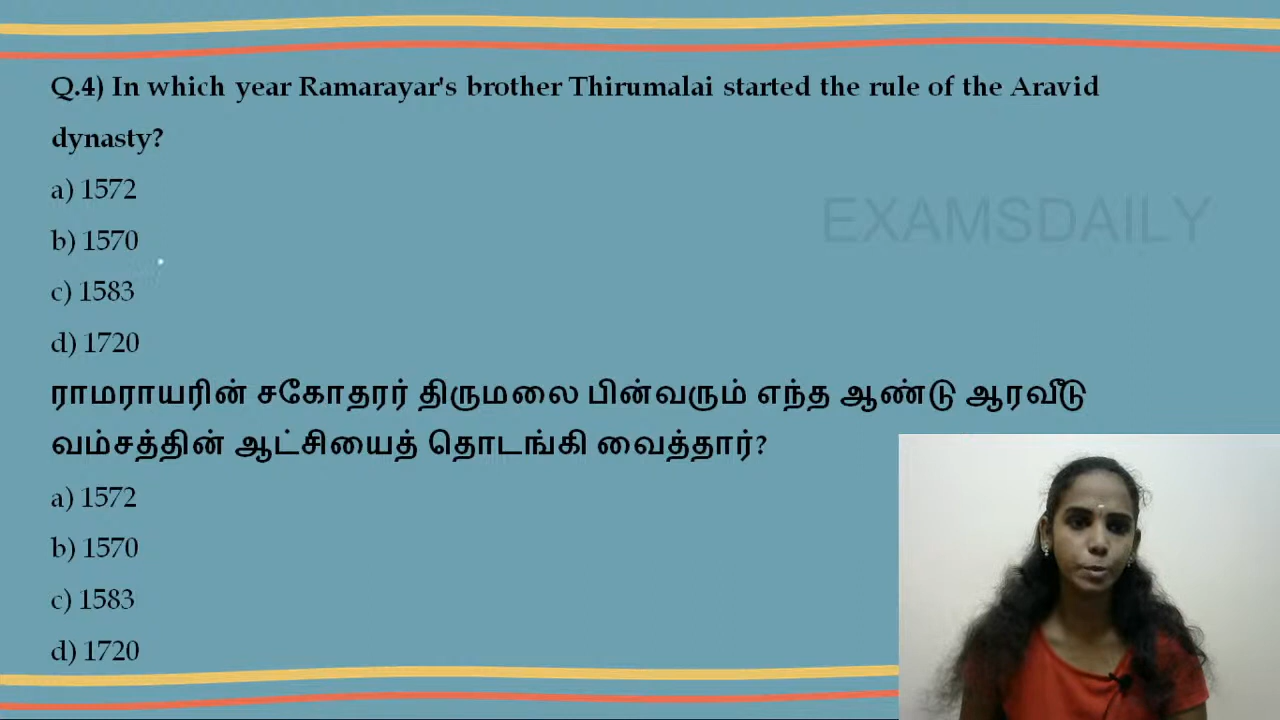 Q.4) In which year Ramarayar's brother Thirumalai started the rule of the Aravid
dynasty?
EXAMSDAILY
a) 1572
b) 1570
c) 1583
d) 1720
ராமராயரின் சகோதரர் திருமலை பின்வரும் எந்த ஆண்டு ஆரவீடு
வம்சத்தின் ஆட்சியைத் தொடங்கி வைத்தார்?
a) 1572
b) 1570
c) 1583
d) 1720